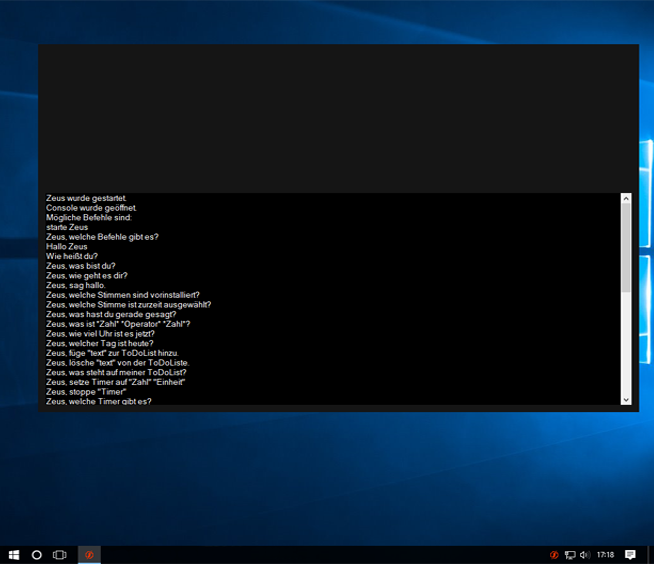 Zeus wurde gestartet.
Console wurde geöffnet.
Mögliche Befehle sind:
starte Zeus
Zeus, welche Befehle gibt es?
Hallo Zeus
Wie heißt du?
Zeus, was bist du?
Zeus, wie geht es dir?
Zeus, sag hallo.
Zeus, welche Stimmen sind vorinstalliert?
Zeus, welche Stimme ist zurzeit ausgewählt?
Zeus, was hast du gerade gesagt?
Zeus, was ist "Zahl" "Operator" "Zahl"?
Zeus, wie viel Uhr ist es jetzt?
Zeus, welcher Tag ist heute?
Zeus, füge "text" zur ToDoList hinzu.
Zeus, lösche "text" von der ToDoListe.
Zeus, was steht auf meiner ToDoList?
Zeus, setze Timer auf "Zahl" "Einheit"
Zeus, stoppe "Timer"
Zeus, welche Timer gibt es?
17:18